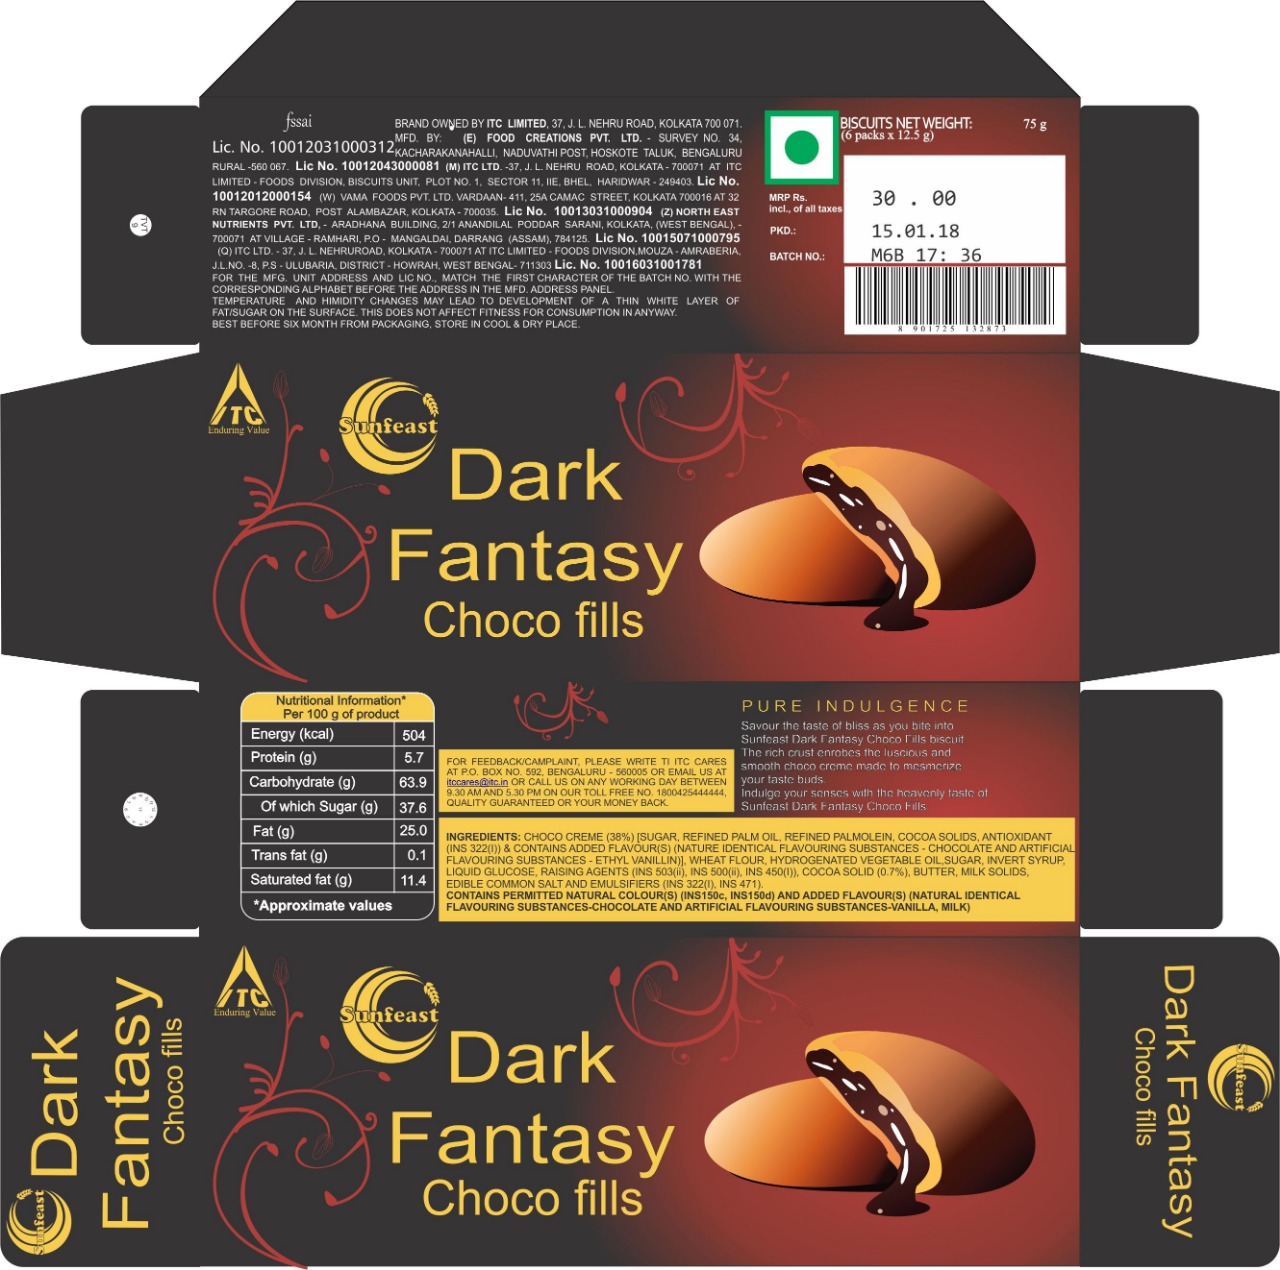 fssai
Lic. No. 10012031000312
BRAND OWNED BY ITC LIMITED, 37, J. L. NEHRU ROAD, KOLKATA 700 071.
MFD. BY: (E) FOOD CREATIONS PVT. LTD. - SURVEY NO. 34,
KACHARAKANAHALLI, NADUVATHI POST, HOSKOTE TALUK, BENGALURU
RURAL -560 067. Lic No. 10012043000081 (M) ITC LTD. -37, J. L. NEHRU ROAD, KOLKATA - 700071 AT ITC
LIMITED - FOODS DIVISION, BISCUITS UNIT, PLOT NO. 1, SECTOR 11, IIE, BHEL, HARIDWAR - 249403. Lic No.
10012012000154 (W) VAMA FOODS PVT. LTD. VARDAAN- 411, 25A CAMAC STREET, KOLKATA 700016 AT 32
RN TARGORE ROAD, POST ALAMBAZAR, KOLKATA - 700035. Lic No. 10013031000904 (Z) NORTH EAST
NUTRIENTS PVT. LTD, - ARADHANA BUILDING, 2/1 ANANDILAL PODDAR SARANI, KOLKATA, (WEST BENGAL), -
700071 AT VILLAGE - RAMHARI, P.O - MANGALDAI, DARRANG (ASSAM), 784125. Lic No. 10015071000795
(Q) ITC LTD. - 37, J. L. NEHRUROAD, KOLKATA - 700071 AT ITC LIMITED - FOODS DIVISION,MOUZA - AMRABERIA,
J.L.NO. -8, P.S - ULUBARIA, DISTRICT - HOWRAH, WEST BENGAL- 711303 Lic No. 10016031001781
FOR THE MFG. UNIT ADDRESS AND LIC NO., MATCH THE FIRST CHARACTER OF THE BATCH NO. WITH THE
CORRESPONDING ALPHABET BEFORE THE ADDRESS IN THE MFD. ADDRESS PANEL.
TEMPERATURE AND HIMIDITY CHANGES MAY LEAD TO DEVELOPMENT OF A THIN WHITE LAYER OF
FAT/SUGAR ON THE SURFACE. THIS DOES NOT AFFECT FITNESS FOR CONSUMPTION IN ANYWAY.
BEST BEFORE SIX MONTH FROM PACKAGING, STORE IN COOL & DRY PLACE.
BISCUITS NET WEIGHT: 75 g
(6 packs x 12.5 g)
MRP Rs. 30 . 00
incl., of all taxes
PKD.: 15.01.18
BATCH NO.: M6B 17: 36
8 901725 132873
TVT
9
ITC
Enduring Value
Sunfeast
Dark
Fantasy
Choco fills
Nutritional Information*
Per 100 g of product
Energy (kcal) 504
Protein (g) 5.7
Carbohydrate (g) 63.9
Of which Sugar (g) 37.6
Fat (g) 25.0
Trans fat (g) 0.1
Saturated fat (g) 11.4
*Approximate values
FOR FEEDBACK/CAMPLAINT, PLEASE WRITE TI ITC CARES
AT P.O. BOX NO. 592, BENGALURU - 560005 OR EMAIL US AT
itccares@itc.in OR CALL US ON ANY WORKING DAY BETWEEN
9.30 AM AND 5.30 PM ON OUR TOLL FREE NO. 1800425444444,
QUALITY GUARANTEED OR YOUR MONEY BACK.
PURE INDULGENCE
Savour the taste of bliss as you bite into
Sunfeast Dark Fantasy Choco Fills biscuit
The rich crust enrobes the luscious and
smooth choco creme made to mesmerize
your taste buds.
Indulge your senses with the heavenly taste of
Sunfeast Dark Fantasy Choco Fills
INGREDIENTS: CHOCO CREME (38%) [SUGAR, REFINED PALM OIL, REFINED PALMOLEIN, COCOA SOLIDS, ANTIOXIDANT
(INS 322(I)) & CONTAINS ADDED FLAVOUR(S) (NATURE IDENTICAL FLAVOURING SUBSTANCES - CHOCOLATE AND ARTIFICIAL
FLAVOURING SUBSTANCES - ETHYL VANILLIN)], WHEAT FLOUR, HYDROGENATED VEGETABLE OIL,SUGAR, INVERT SYRUP,
LIQUID GLUCOSE, RAISING AGENTS (INS 503(ii), INS 500(ii), INS 450(I)), COCOA SOLID (0.7%), BUTTER, MILK SOLIDS,
EDIBLE COMMON SALT AND EMULSIFIERS (INS 322(I), INS 471).
CONTAINS PERMITTED NATURAL COLOUR(S) (INS150c, INS150d) AND ADDED FLAVOUR(S) (NATURAL IDENTICAL
FLAVOURING SUBSTANCES-CHOCOLATE AND ARTIFICIAL FLAVOURING SUBSTANCES-VANILLA, MILK)
Sunfeast
Dark
Fantasy
Choco fills
ITC
Enduring Value
Sunfeast
Dark
Fantasy
Choco fills
Sunfeast
Dark Fantasy
Choco fills